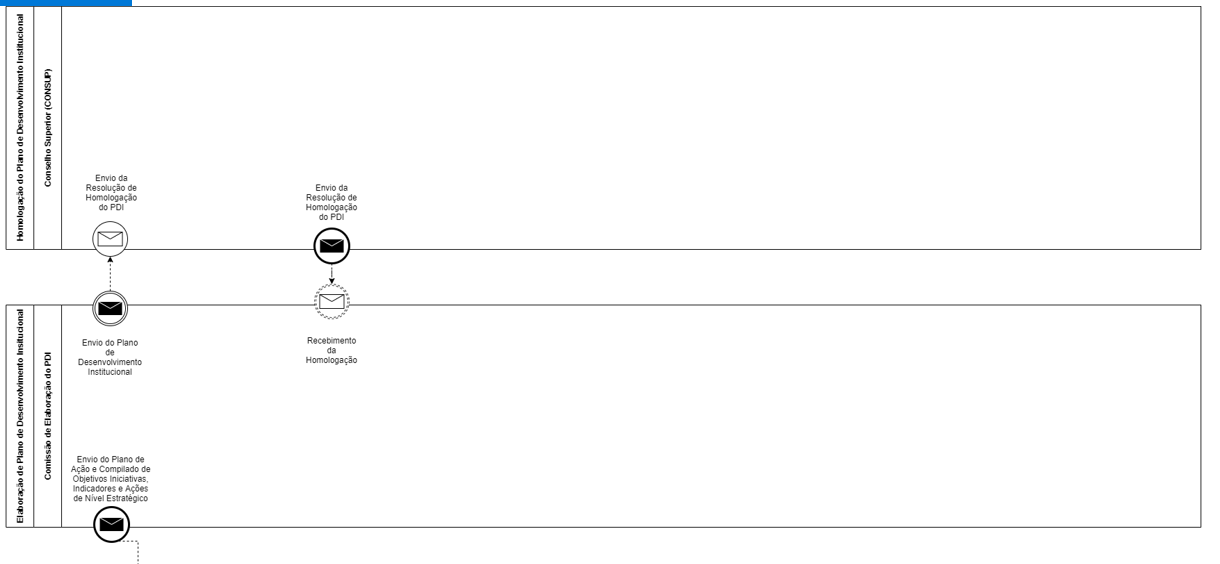 Homologação do Plano de Desenvolvimento Institucional
Conselho Superior (CONSUP)
Envio da
Resolução de
Homologação
do PDI
Envio da
Resolução de
Homologação
do PDI
Elaboração de Plano de Desenvolvimento Insitucional
Comissão de Elaboração do PDI
Envio do Plano
de
Desenvolvimento
Institucional
Recebimento
da
Homologação
Envio do Plano de
Ação e Compilado de
Objetivos Iniciativas,
Indicadores e Ações
de Nível Estratégico